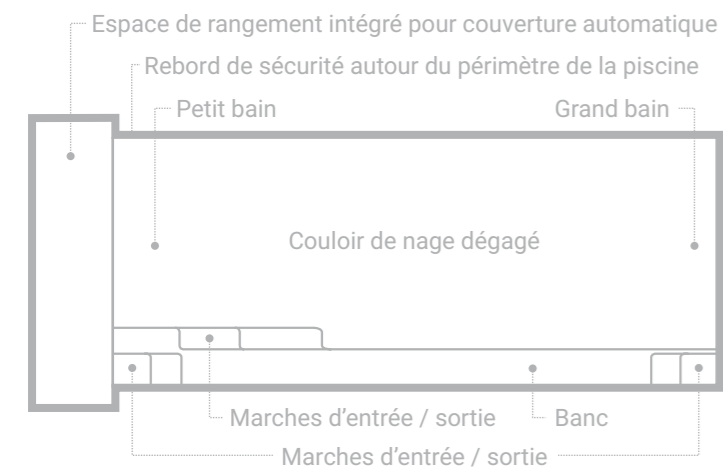 Espace de rangement intégré pour couverture automatique
Rebord de sécurité autour du périmètre de la piscine
Petit bain
Grand bain
Couloir de nage dégagé
Marches d’entrée / sortie
Banc
Marches d’entrée / sortie